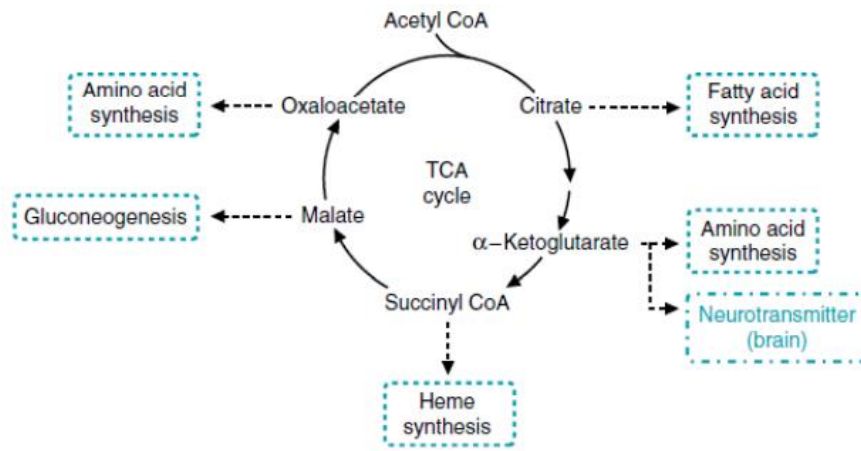 Acetyl CoA
Amino acid
synthesis
Oxaloacetate
Citrate
Fatty acid
synthesis
TCA
cycle
Gluconeogenesis
Malate
α–Ketoglutarate
Amino acid
synthesis
Succinyl CoA
Neurotransmitter
(brain)
Heme
synthesis